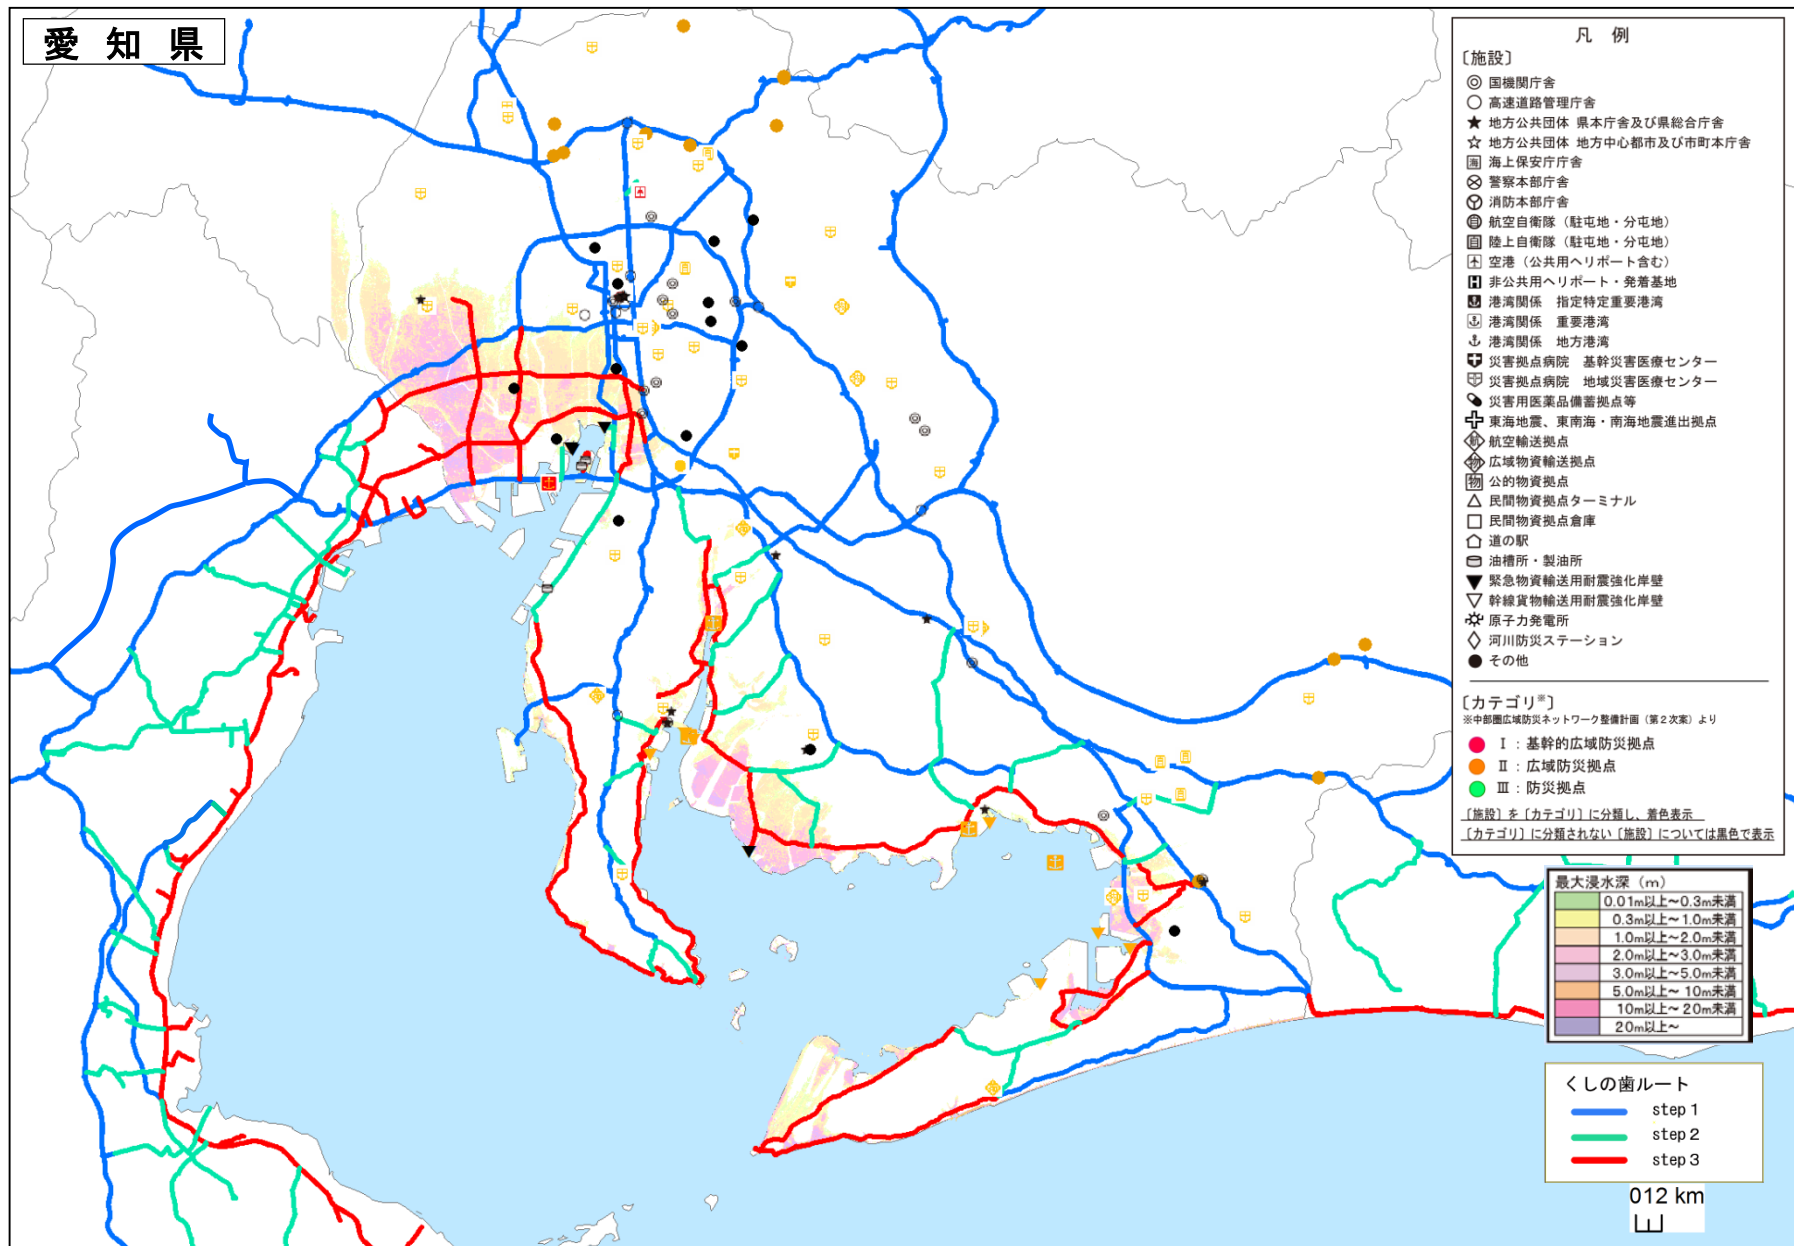 愛 知 県
凡 例
〔施設〕
国機関庁舎
高速道路管理庁舎
地方公共団体 県本庁舎及び県総合庁舎
地方公共団体 地方中心都市及び市町本庁舎
海 海上保安庁庁舎
警察本部庁舎
消防本部庁舎
航空自衛隊（駐屯地・分屯地）
陸上自衛隊（駐屯地・分屯地）
空港（公共用ヘリポート含む）
H 非公共用ヘリポート・発着基地
港湾関係 指定特定重要港湾
港湾関係 重要港湾
港湾関係 地方港湾
災害拠点病院 基幹災害医療センター
災害拠点病院 地域災害医療センター
災害用医薬品備蓄拠点等
東海地震、東南海・南海地震進出拠点
航 航空輸送拠点
物 広域物資輸送拠点
物 公的物資拠点
民間物資拠点ターミナル
民間物資拠点倉庫
道の駅
油槽所・製油所
緊急物資輸送用耐震強化岸壁
幹線貨物輸送用耐震強化岸壁
原子力発電所
河川防災ステーション
その他
〔カテゴリ※〕
※中部圏広域防災ネットワーク整備計画（第２次案）より
Ⅰ：基幹的広域防災拠点
Ⅱ：広域防災拠点
Ⅲ：防災拠点
〔施設〕を〔カテゴリ〕に分類し、着色表示
〔カテゴリ〕に分類されない〔施設〕については黒色で表示
最大浸水深（m）
0.01m以上～0.3m未満
0.3m以上～1.0m未満
1.0m以上～2.0m未満
2.0m以上～3.0m未満
3.0m以上～5.0m未満
5.0m以上～10m未満
10m以上～20m未満
20m以上～
くしの歯ルート
step 1
step 2
step 3
012 km